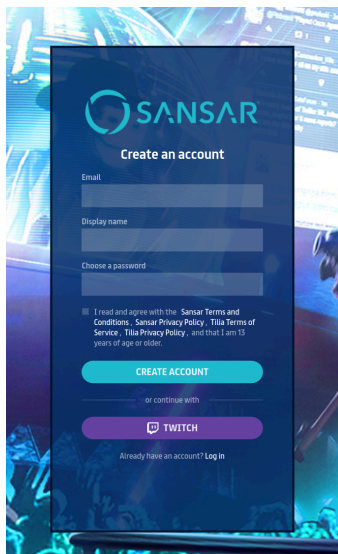 SANSAR
Create an account
Email
Display name
Choose a password
I read and agree with the Sansar Terms and
Conditions , Sansar Privacy Policy , Tilia Terms of
Service , Tilia Privacy Policy , and that I am 13
years of age or older.
CREATE ACCOUNT
or continue with
TWITCH
Already have an account? Log in